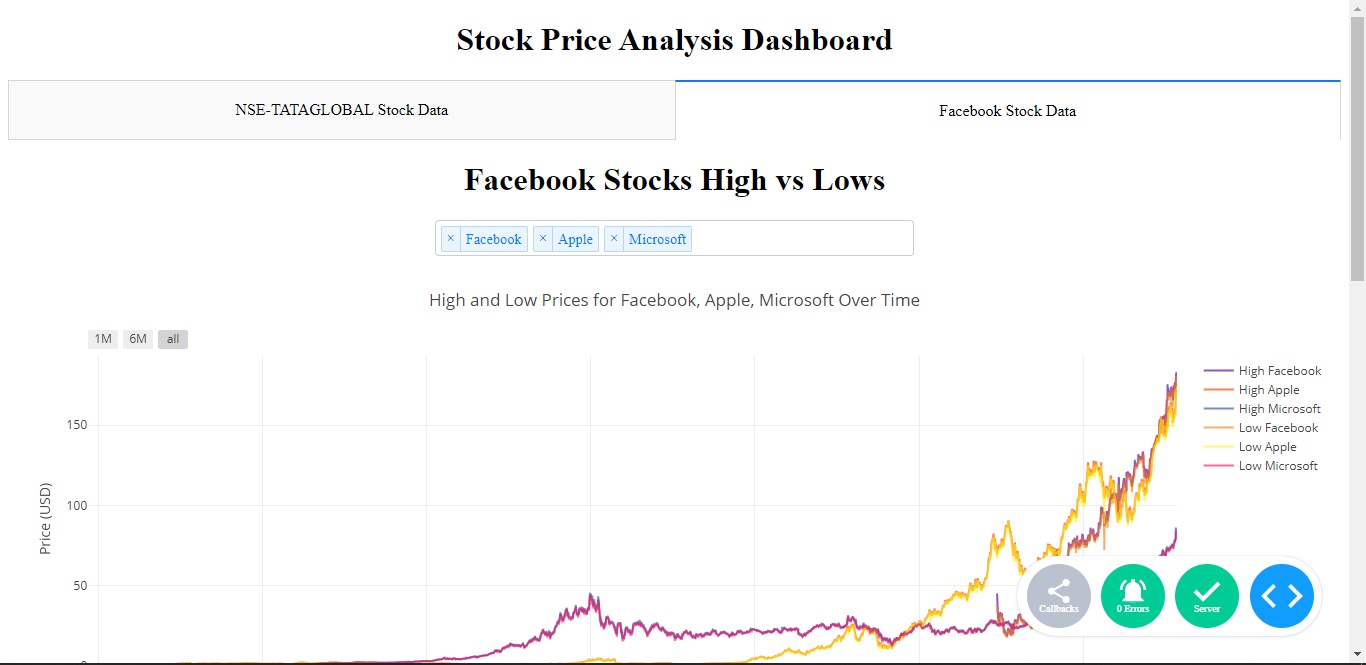 Stock Price Analysis Dashboard
NSE-TATAGLOBAL Stock Data
Facebook Stock Data
Facebook Stocks High vs Lows
× Facebook × Apple × Microsoft
High and Low Prices for Facebook, Apple, Microsoft Over Time
1M 6M all
High Facebook
High Apple
High Microsoft
Low Facebook
Low Apple
Low Microsoft
150
100
50
Price (USD)
Callbacks
0 Errors
Server